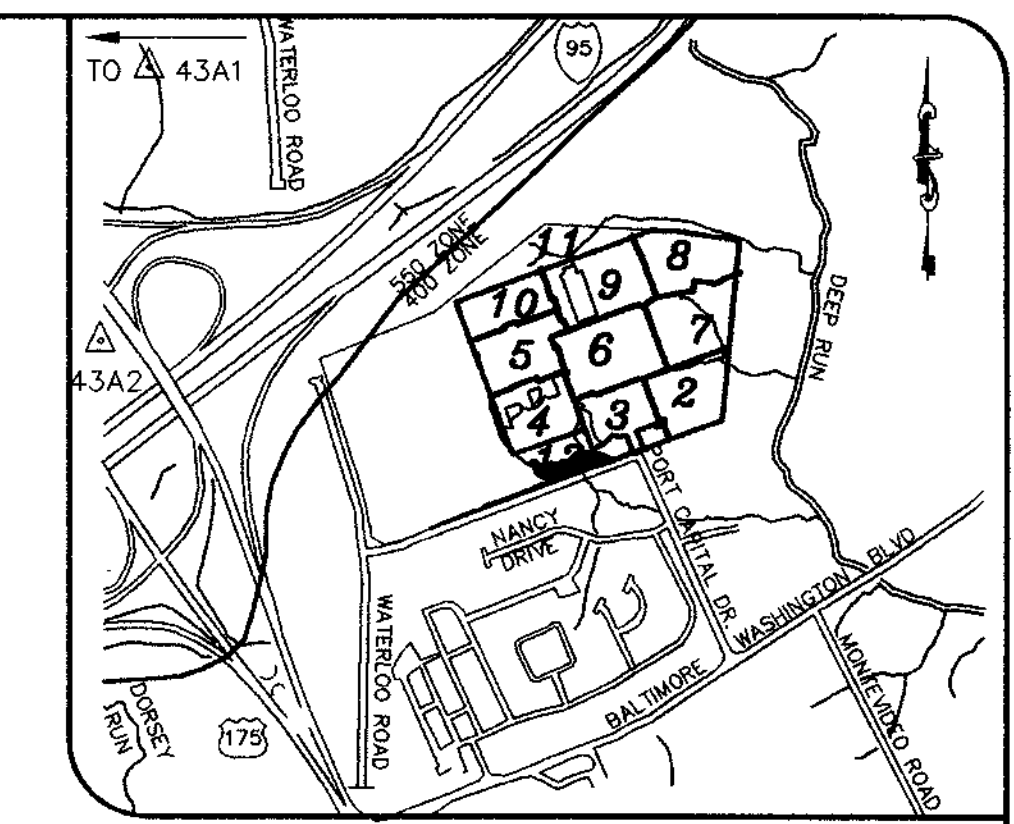 WATERLOO ROAD
95
TO 43A1
550 ZONE
400 ZONE
11
8
9
10
DEEP RUN
7
5
6
43A2
2
4
3
12
PORT CAPITAL DR.
NANCY
DRIVE
WASHINGTON BLVD
BALTIMORE
WATERLOO ROAD
MONTEVIDEO ROAD
DORSEY
RUN
175